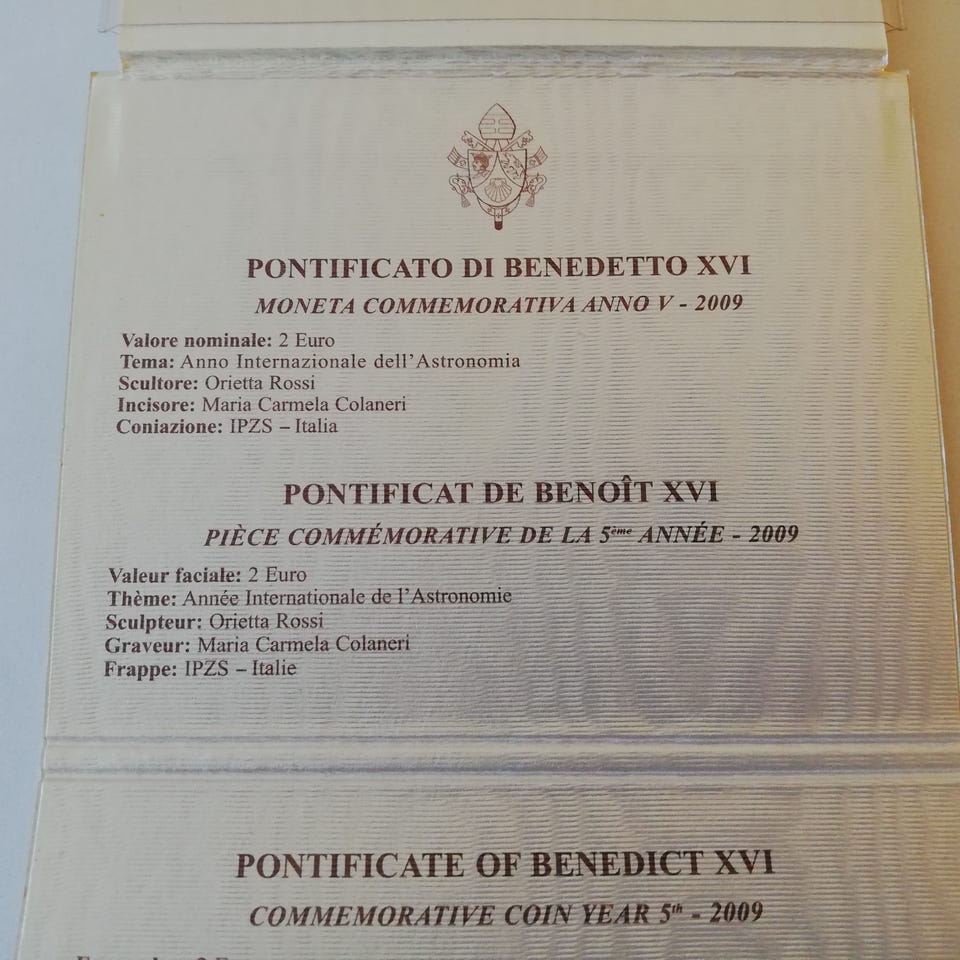 PONTIFICATO DI BENEDETTO XVI
MONETA COMMEMORATIVA ANNO V - 2009
Valore nominale: 2 Euro
Tema: Anno Internazionale dell'Astronomia
Scultore: Orietta Rossi
Incisore: Maria Carmela Colaneri
Coniazione: IPZS – Italia
PONTIFICAT DE BENOÎT XVI
PIÈCE COMMÉMORATIVE DE LA 5ème ANNÉE - 2009
Valeur faciale: 2 Euro
Thème: Année Internationale de l'Astronomie
Sculpteur: Orietta Rossi
Graveur: Maria Carmela Colaneri
Frappe: IPZS – Italie
PONTIFICATE OF BENEDICT XVI
COMMEMORATIVE COIN YEAR 5th - 2009